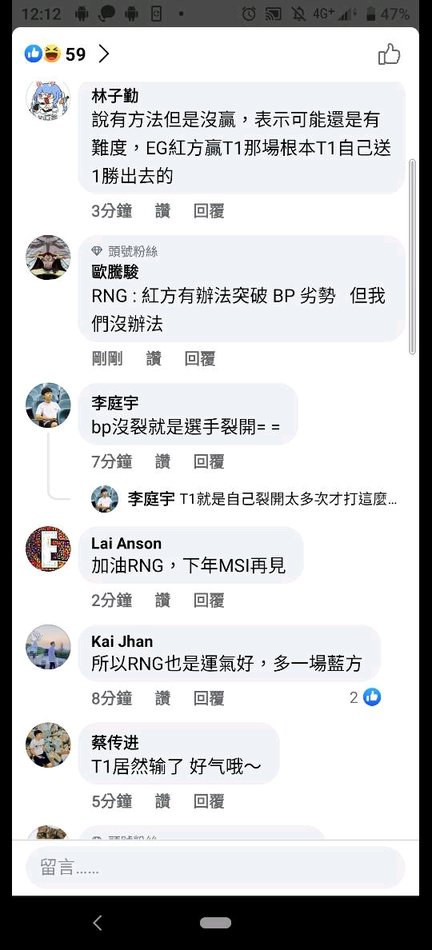 12:12
4G+
47%
59
林子勤
說有方法但是沒贏，表示可能還是有
難度，EG紅方贏T1那場根本T1自己送
1勝出去的
3分鐘 讚 回覆
頭號粉絲
歐騰駿
RNG : 紅方有辦法突破 BP 劣勢 但我
們沒辦法
剛剛 讚 回覆
李庭宇
bp沒裂就是選手裂開= =
7分鐘 讚 回覆
李庭宇 T1就是自己裂開太多次才打這麼...
Lai Anson
加油RNG，下年MSI再見
2分鐘 讚 回覆
Kai Jhan
所以RNG也是運氣好，多一場藍方
8分鐘 讚 回覆 2
蔡传进
T1居然输了 好气哦～
5分鐘 讚 回覆
頭號粉絲
留言......